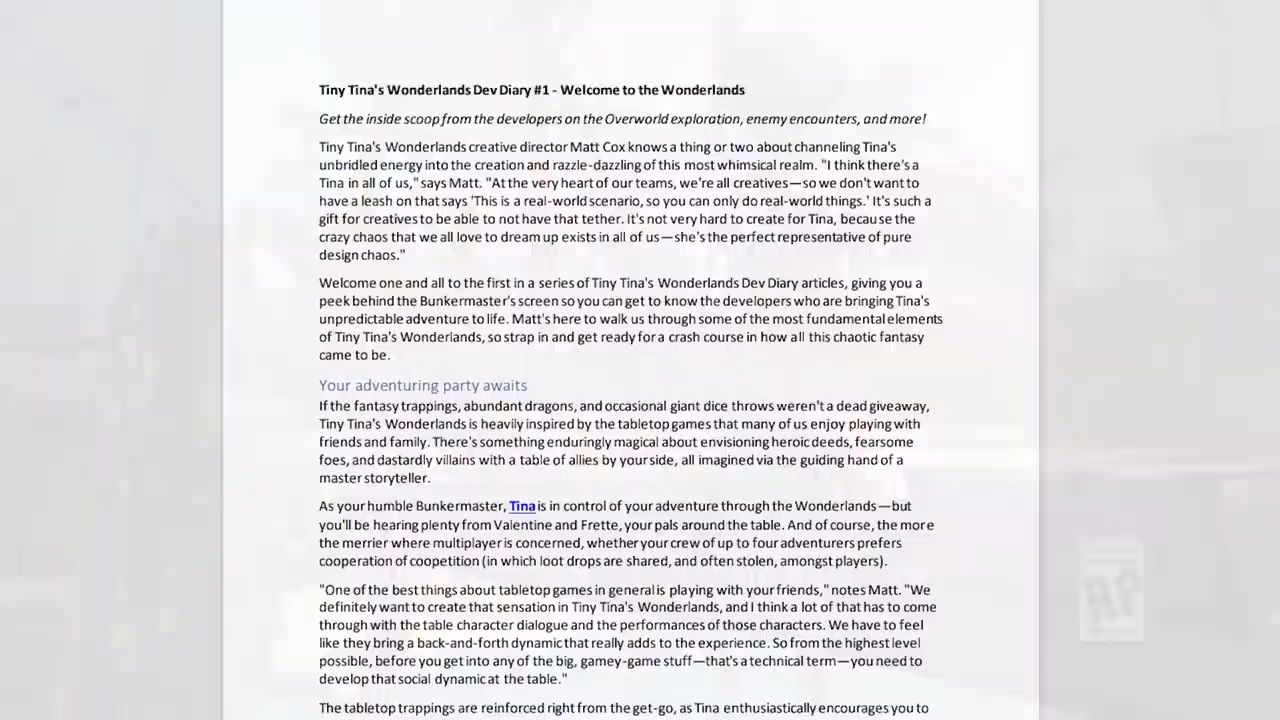 Tiny Tina's Wonderlands Dev Diary #1 - Welcome to the Wonderlands
Get the inside scoop from the developers on the Overworld exploration, enemy encounters, and more!
Tiny Tina's Wonderlands creative director Matt Cox knows a thing or two about channeling Tina's
unbridled energy into the creation and razzle-dazzling of this most whimsical realm. "I think there's a
Tina in all of us," says Matt. "At the very heart of our teams, we're all creatives—so we don't want to
have a leash on that says 'This is a real-world scenario, so you can only do real-world things.' It's such a
gift for creatives to be able to not have that tether. It's not very hard to create for Tina, because the
crazy chaos that we all love to dream up exists in all of us—she's the perfect representative of pure
design chaos."
Welcome one and all to the first in a series of Tiny Tina's Wonderlands Dev Diary articles, giving you a
peek behind the Bunkermaster's screen so you can get to know the developers who are bringing Tina's
unpredictable adventure to life. Matt's here to walk us through some of the most fundamental elements
of Tiny Tina's Wonderlands, so strap in and get ready for a crash course in how all this chaotic fantasy
came to be.
Your adventuring party awaits
If the fantasy trappings, abundant dragons, and occasional giant dice throws weren't a dead giveaway,
Tiny Tina's Wonderlands is heavily inspired by the tabletop games that many of us enjoy playing with
friends and family. There's something enduringly magical about envisioning heroic deeds, fearsome
foes, and dastardly villains with a table of allies by your side, all imagined via the guiding hand of a
master storyteller.
As your humble Bunkermaster, Tina is in control of your adventure through the Wonderlands—but
you'll be hearing plenty from Valentine and Frette, your pals around the table. And of course, the more
the merrier where multiplayer is concerned, whether your crew of up to four adventurers prefers
cooperation of coopetition (in which loot drops are shared, and often stolen, amongst players).
"One of the best things about tabletop games in general is playing with your friends," notes Matt. "We
definitely want to create that sensation in Tiny Tina's Wonderlands, and I think a lot of that has to come
through with the table character dialogue and the performances of those characters. We have to feel
like they bring a back-and-forth dynamic that really adds to the experience. So from the highest level
possible, before you get into any of the big, gamey-game stuff—that's a technical term—you need to
develop that social dynamic at the table."
The tabletop trappings are reinforced right from the get-go, as Tina enthusiastically encourages you to